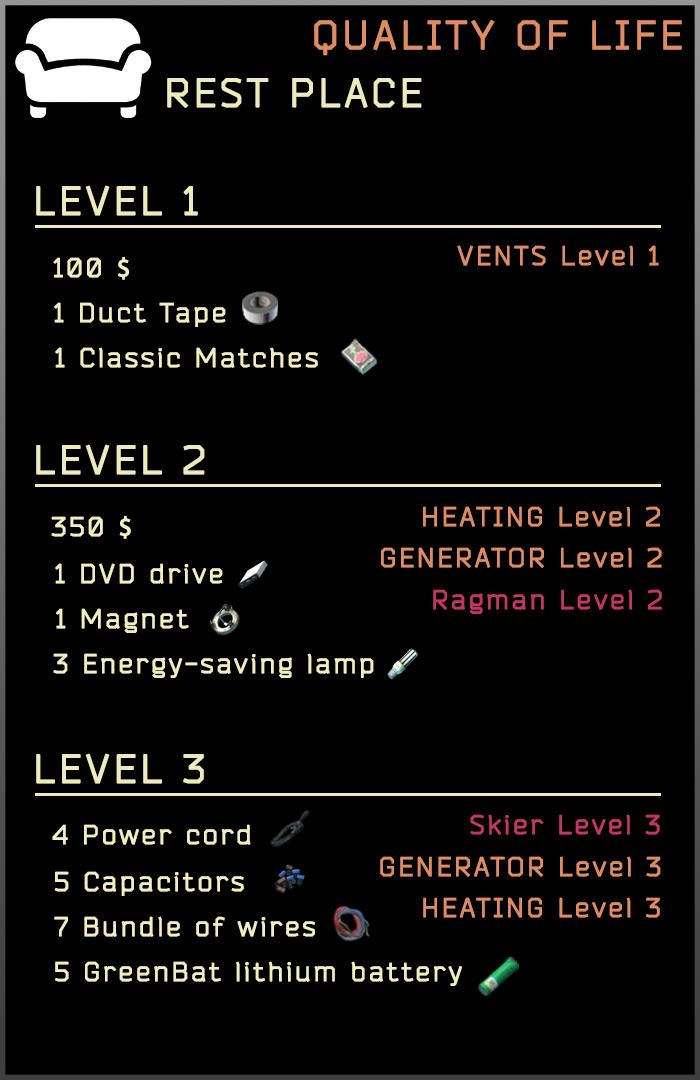 QUALITY OF LIFE
REST PLACE
LEVEL 1
100 $
VENTS Level 1
1 Duct Tape
1 Classic Matches
LEVEL 2
350 $
HEATING Level 2
GENERATOR Level 2
Ragman Level 2
1 DVD drive
1 Magnet
3 Energy-saving lamp
LEVEL 3
4 Power cord
Skier Level 3
GENERATOR Level 3
HEATING Level 3
5 Capacitors
7 Bundle of wires
5 GreenBat lithium battery